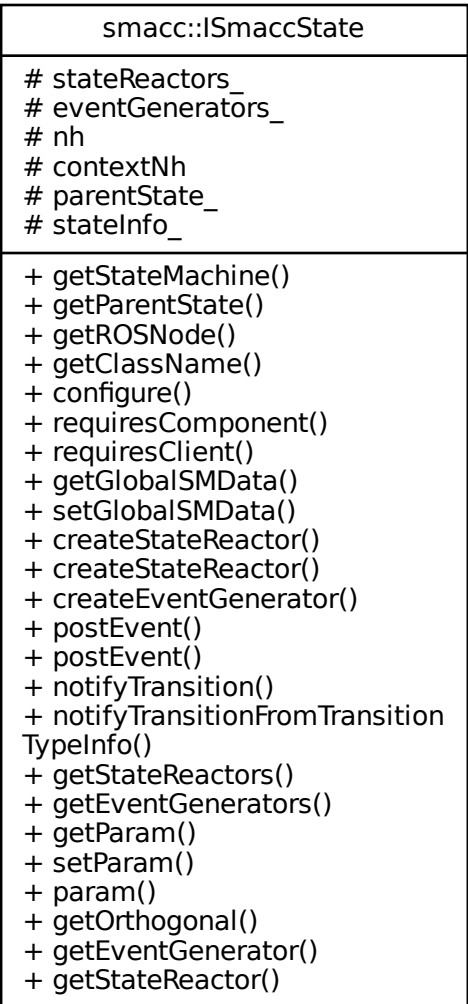 smacc::ISmaccState
# stateReactors_
# eventGenerators_
# nh
# contextNh
# parentState_
# stateInfo_
+ getStateMachine()
+ getParentState()
+ getROSNode()
+ getClassName()
+ configure()
+ requiresComponent()
+ requiresClient()
+ getGlobalSMData()
+ setGlobalSMData()
+ createStateReactor()
+ createStateReactor()
+ createEventGenerator()
+ postEvent()
+ postEvent()
+ notifyTransition()
+ notifyTransitionFromTransition
TypeInfo()
+ getStateReactors()
+ getEventGenerators()
+ getParam()
+ setParam()
+ param()
+ getOrthogonal()
+ getEventGenerator()
+ getStateReactor()